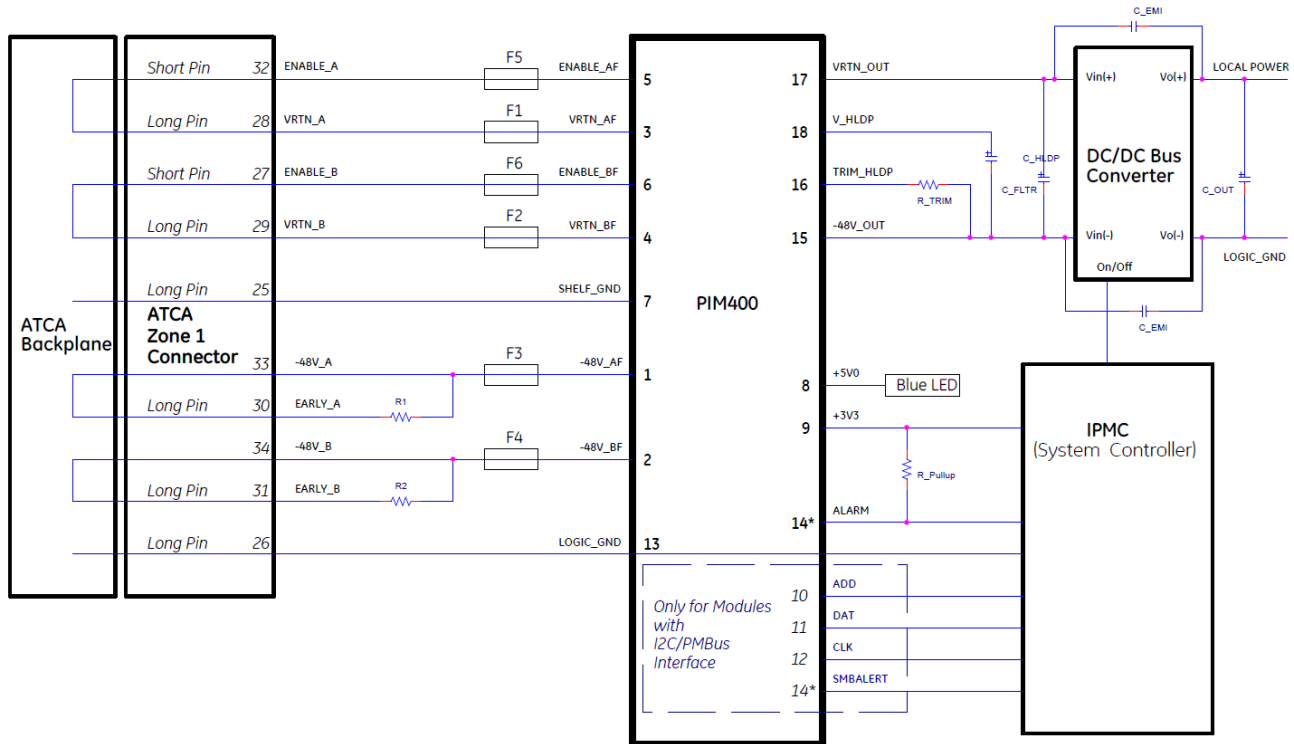 C_EMI
Short Pin 32 ENABLE_A F5 ENABLE_AF 5 17 VRTN_OUT Vin(+) Vo(+) LOCAL POWER
Long Pin 28 VRTN_A F1 VRTN_AF 3 18 V_HLDP
DC/DC Bus
Converter
C_HLDP
Short Pin 27 ENABLE_B F6 ENABLE_BF 6 16 TRIM_HLDP
R_TRIM
C_FLTR
C_OUT
Long Pin 29 VRTN_B F2 VRTN_BF 4 15 -48V_OUT Vin(-) Vo(-)
LOGIC_GND
On/Off
Long Pin 25 SHELF_GND 7
PIM400
C_EMI
ATCA
Backplane
ATCA
Zone 1
Connector
33 -48V_A F3 -48V_AF 1
+5V0
8 Blue LED
Long Pin 30 EARLY_A R1
+3V3
9
IPMC
(System Controller)
34 -48V_B F4 -48V_BF 2
R_Pullup
Long Pin 31 EARLY_B R2
ALARM
14*
Long Pin 26 LOGIC_GND 13
Only for Modules
with
I2C/PMBus
Interface
10 ADD
11 DAT
12 CLK
14* SMBALERT